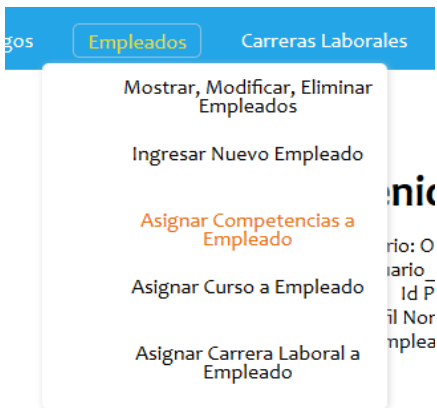 Empleados
Carreras Laborales
Mostrar, Modificar, Eliminar
Empleados
Ingresar Nuevo Empleado
Asignar Competencias a
Empleado
Asignar Curso a Empleado
Id P
Asignar Carrera Laboral a
Empleado